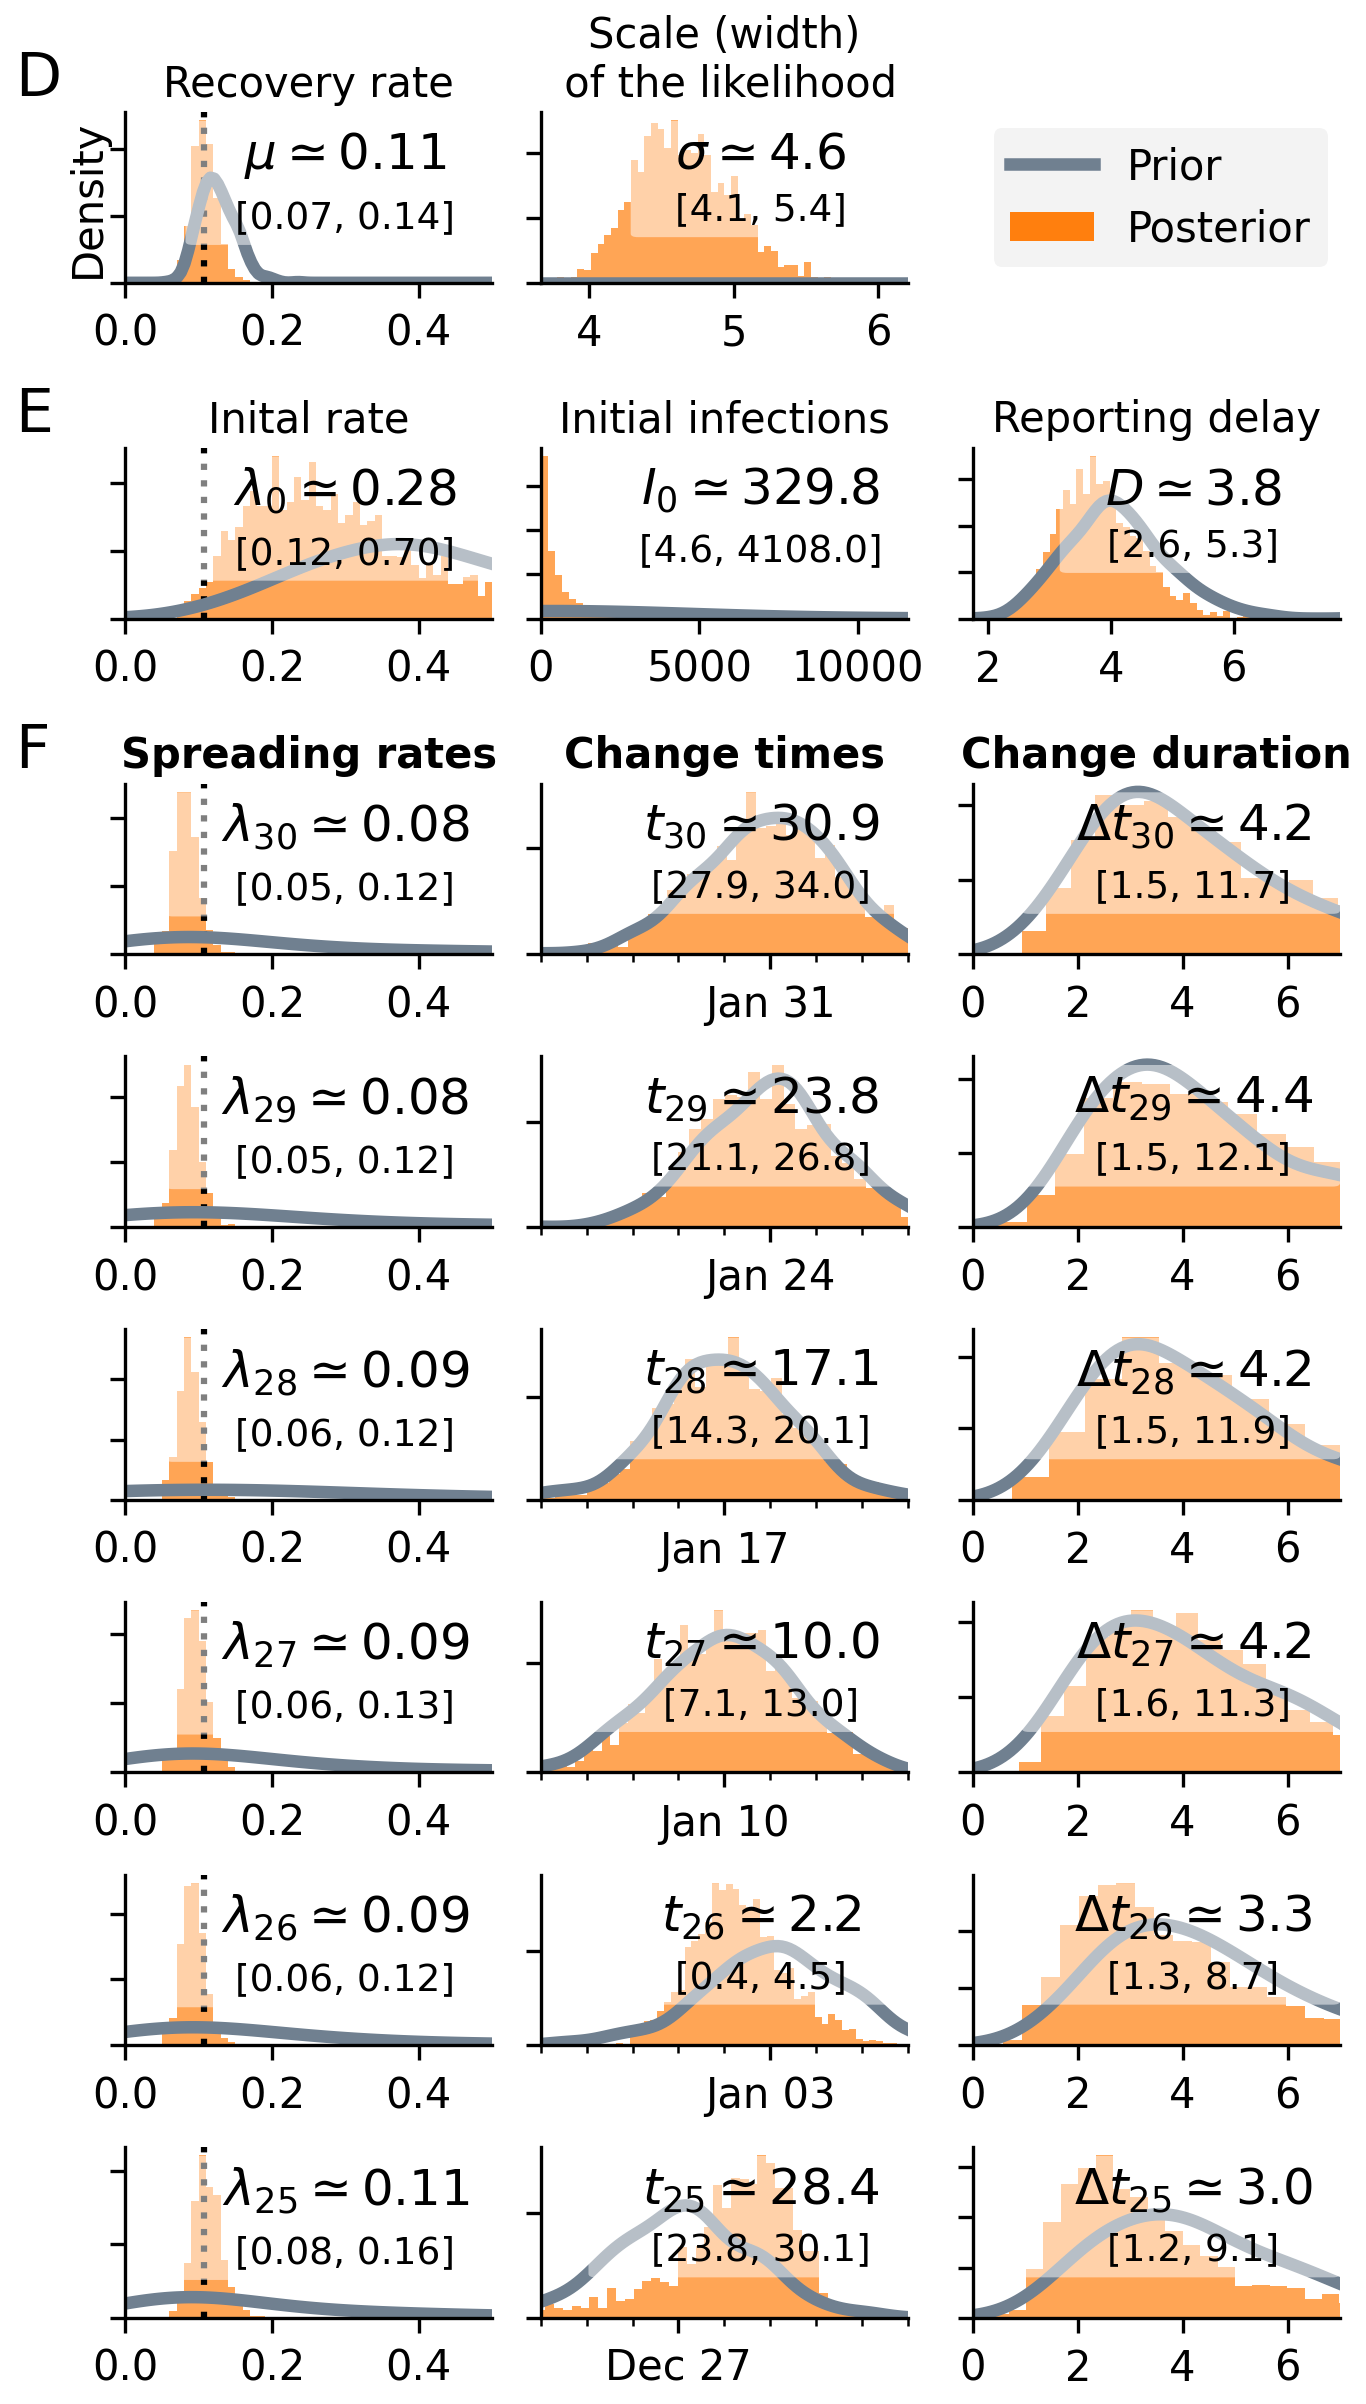 D
Recovery rate
Density
μ ≃ 0.11
[0.07, 0.14]
0.0 0.2 0.4
Scale (width)
of the likelihood
σ ≃ 4.6
[4.1, 5.4]
4 5 6
Prior
Posterior
E
Inital rate
λ₀ ≃ 0.28
[0.12, 0.70]
0.0 0.2 0.4
Initial infections
I₀ ≃ 329.8
[4.6, 4108.0]
0 5000 10000
Reporting delay
D ≃ 3.8
[2.6, 5.3]
2 4 6
F
Spreading rates Change times Change duration
λ₃₀ ≃ 0.08
[0.05, 0.12]
0.0 0.2 0.4
t₃₀ ≃ 30.9
[27.9, 34.0]
Jan 31
Δt₃₀ ≃ 4.2
[1.5, 11.7]
0 2 4 6
λ₂₉ ≃ 0.08
[0.05, 0.12]
0.0 0.2 0.4
t₂₉ ≃ 23.8
[21.1, 26.8]
Jan 24
Δt₂₉ ≃ 4.4
[1.5, 12.1]
0 2 4 6
λ₂₈ ≃ 0.09
[0.06, 0.12]
0.0 0.2 0.4
t₂₈ ≃ 17.1
[14.3, 20.1]
Jan 17
Δt₂₈ ≃ 4.2
[1.5, 11.9]
0 2 4 6
λ₂₇ ≃ 0.09
[0.06, 0.13]
0.0 0.2 0.4
t₂₇ ≃ 10.0
[7.1, 13.0]
Jan 10
Δt₂₇ ≃ 4.2
[1.6, 11.3]
0 2 4 6
λ₂₆ ≃ 0.09
[0.06, 0.12]
0.0 0.2 0.4
t₂₆ ≃ 2.2
[0.4, 4.5]
Jan 03
Δt₂₆ ≃ 3.3
[1.3, 8.7]
0 2 4 6
λ₂₅ ≃ 0.11
[0.08, 0.16]
0.0 0.2 0.4
t₂₅ ≃ 28.4
[23.8, 30.1]
Dec 27
Δt₂₅ ≃ 3.0
[1.2, 9.1]
0 2 4 6